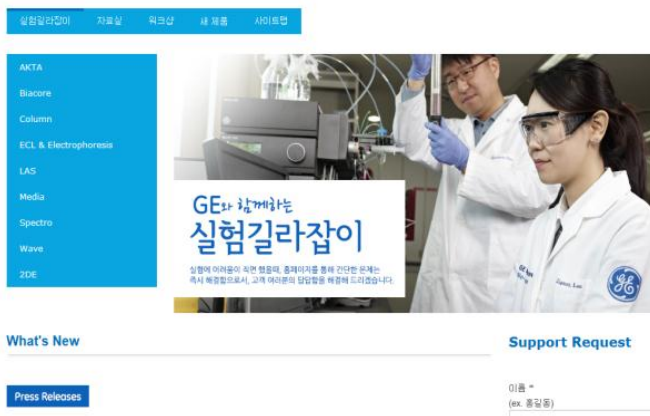 실험길라잡이 자료실 워크샵 새 제품 사이트맵
AKTA
Biacore
Column
ECL & Electrophoresis
LAS
Media
Spectro
Wave
2DE
GE와 함께하는
실험길라잡이
실험에 어려움이 직면 했을때, 홈페이지를 통해 간단한 문제는
즉시 해결함으로서, 고객 여러분의 답답함을 해결해 드리겠습니다.
What's New
Support Request
Press Releases
이름 *
(ex. 홍길동)